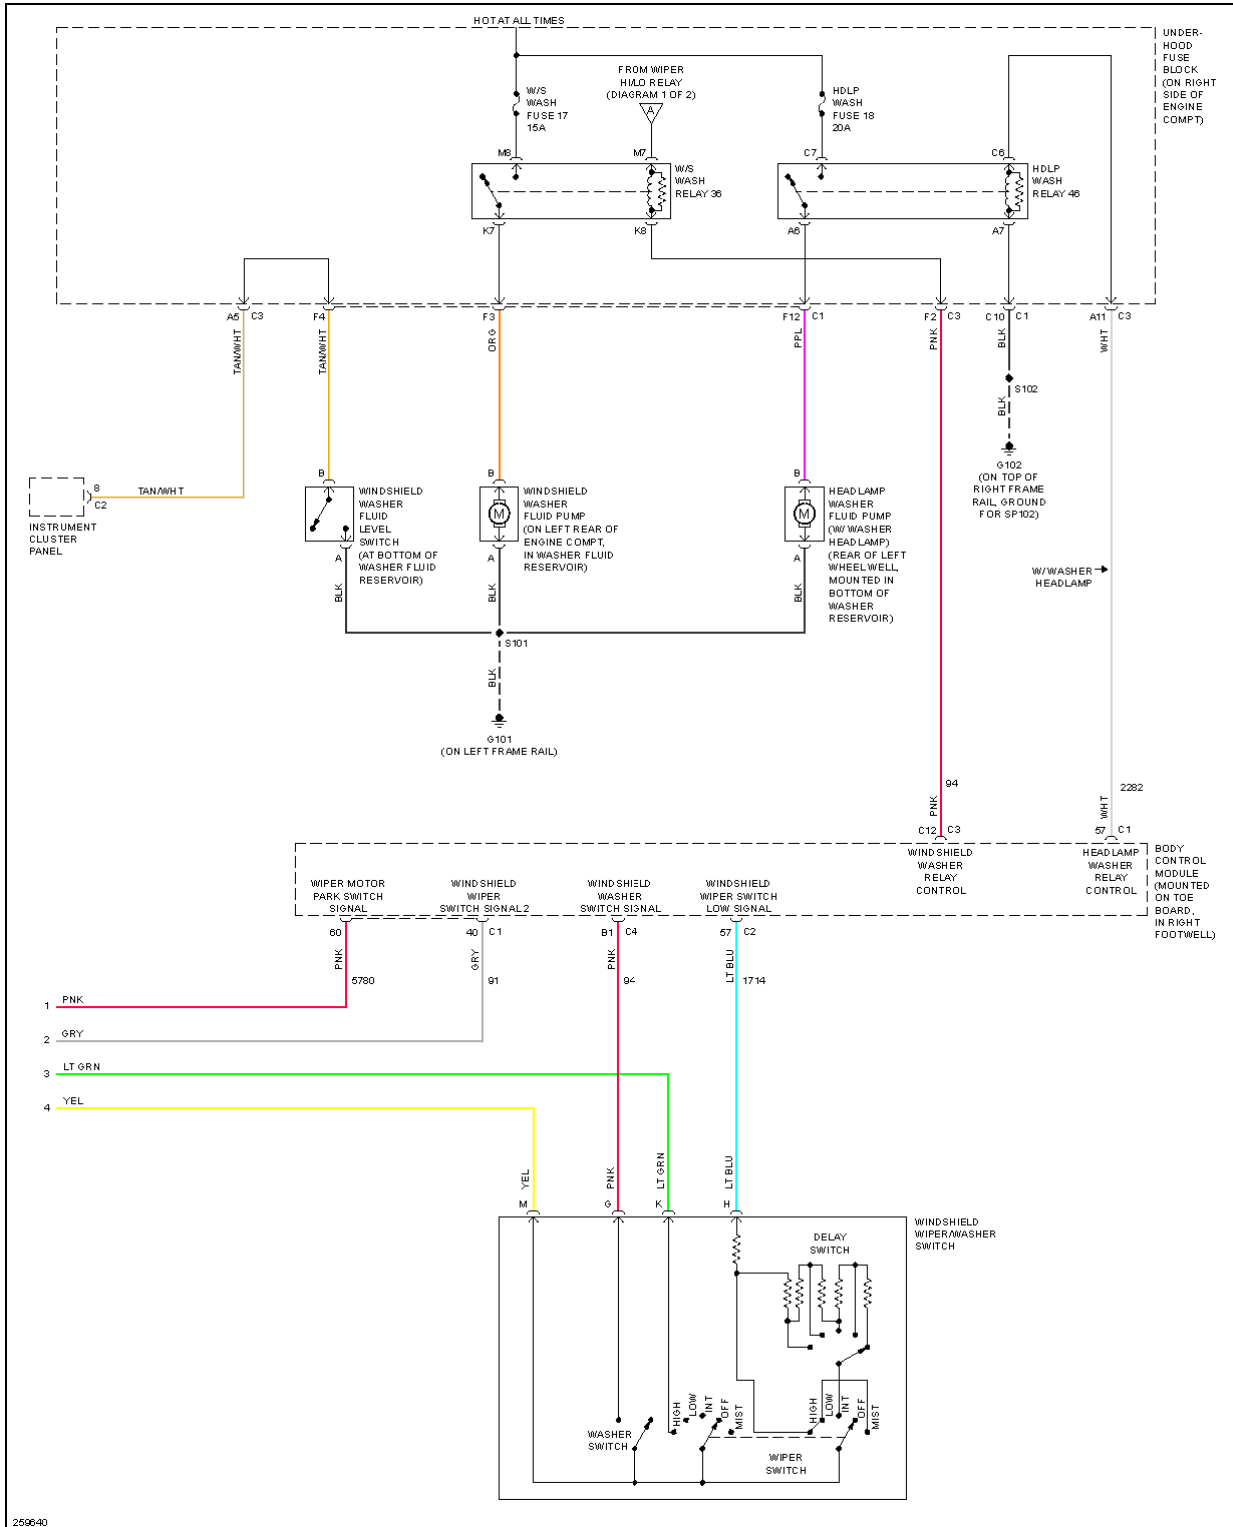 HOT AT ALL TIMES
UNDER-
HOOD
FUSE
BLOCK
(ON RIGHT
SIDE OF
ENGINE
COMPT)
FROM WIPER
HI/LO RELAY
(DIAGRAM 1 OF 2)
A
W/S
WASH
FUSE 17
15A
HDLP
WASH
FUSE 18
20A
M8
M7
C7
C6
W/S
WASH
RELAY 36
HDLP
WASH
RELAY 46
K7
K8
A6
A7
A5
C3
F4
F3
F12
C1
F2
C3
C10
C1
A11
C3
TAN/WHT
TAN/WHT
ORG
PPL
PNK
BLK
WHT
S102
BLK
G102
(ON TOP OF
RIGHT FRAME
RAIL, GROUND
FOR SP102)
8
C2
TAN/WHT
INSTRUMENT
CLUSTER
PANEL
B
WINDSHIELD
WASHER
FLUID
LEVEL
SWITCH
(AT BOTTOM OF
WASHER FLUID
RESERVOIR)
A
BLK
B
M
WINDSHIELD
WASHER
FLUID PUMP
(ON LEFT REAR OF
ENGINE COMPT,
IN WASHER FLUID
RESERVOIR)
A
BLK
B
M
HEADLAMP
WASHER
FLUID PUMP
(W/ WASHER
HEADLAMP)
(REAR OF LEFT
WHEEL WELL,
MOUNTED IN
BOTTOM OF
WASHER
RESERVOIR)
A
BLK
W/WASHER
HEADLAMP
S101
BLK
G101
(ON LEFT FRAME RAIL)
94
PNK
2282
WHT
C12
C3
57
C1
WINDSHIELD
WASHER
RELAY
CONTROL
HEADLAMP
WASHER
RELAY
CONTROL
BODY
CONTROL
MODULE
(MOUNTED
ON TOE
BOARD,
IN RIGHT
FOOTWELL)
WIPER MOTOR
PARK SWITCH
SIGNAL
WINDSHIELD
WIPER
SWITCH SIGNAL 2
WINDSHIELD
WASHER
SWITCH SIGNAL
WINDSHIELD
WIPER SWITCH
LOW SIGNAL
60
40
C1
B1
C4
57
C2
PNK
5780
GRY
91
PNK
94
LT BLU
1714
1
PNK
2
GRY
3
LT GRN
4
YEL
YEL
PNK
LT GRN
LT BLU
M
G
K
H
WINDSHIELD
WIPER/WASHER
SWITCH
DELAY
SWITCH
HIGH
LOW
INT
OFF
MIST
HIGH
LOW
INT
OFF
MIST
WASHER
SWITCH
WIPER
SWITCH
259640